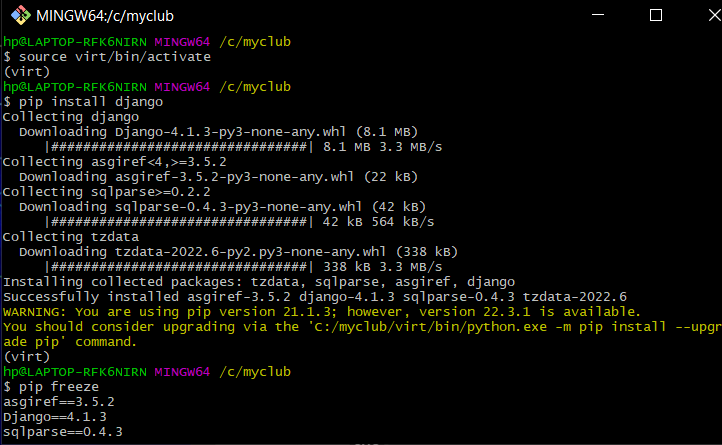 MINGW64:/c/myclub
hp@LAPTOP-RFK6NIRN MINGW64 /c/myclub
$ source virt/bin/activate
(virt)
hp@LAPTOP-RFK6NIRN MINGW64 /c/myclub
$ pip install django
Collecting django
  Downloading Django-4.1.3-py3-none-any.whl (8.1 MB)
     |################################| 8.1 MB 3.3 MB/s
Collecting asgiref<4,>=3.5.2
  Downloading asgiref-3.5.2-py3-none-any.whl (22 kB)
Collecting sqlparse>=0.2.2
  Downloading sqlparse-0.4.3-py3-none-any.whl (42 kB)
     |################################| 42 kB 564 kB/s
Collecting tzdata
  Downloading tzdata-2022.6-py2.py3-none-any.whl (338 kB)
     |################################| 338 kB 3.3 MB/s
Installing collected packages: tzdata, sqlparse, asgiref, django
Successfully installed asgiref-3.5.2 django-4.1.3 sqlparse-0.4.3 tzdata-2022.6
WARNING: You are using pip version 21.1.3; however, version 22.3.1 is available.
You should consider upgrading via the 'C:/myclub/virt/bin/python.exe -m pip install --upgr
ade pip' command.
(virt)
hp@LAPTOP-RFK6NIRN MINGW64 /c/myclub
$ pip freeze
asgiref==3.5.2
Django==4.1.3
sqlparse==0.4.3